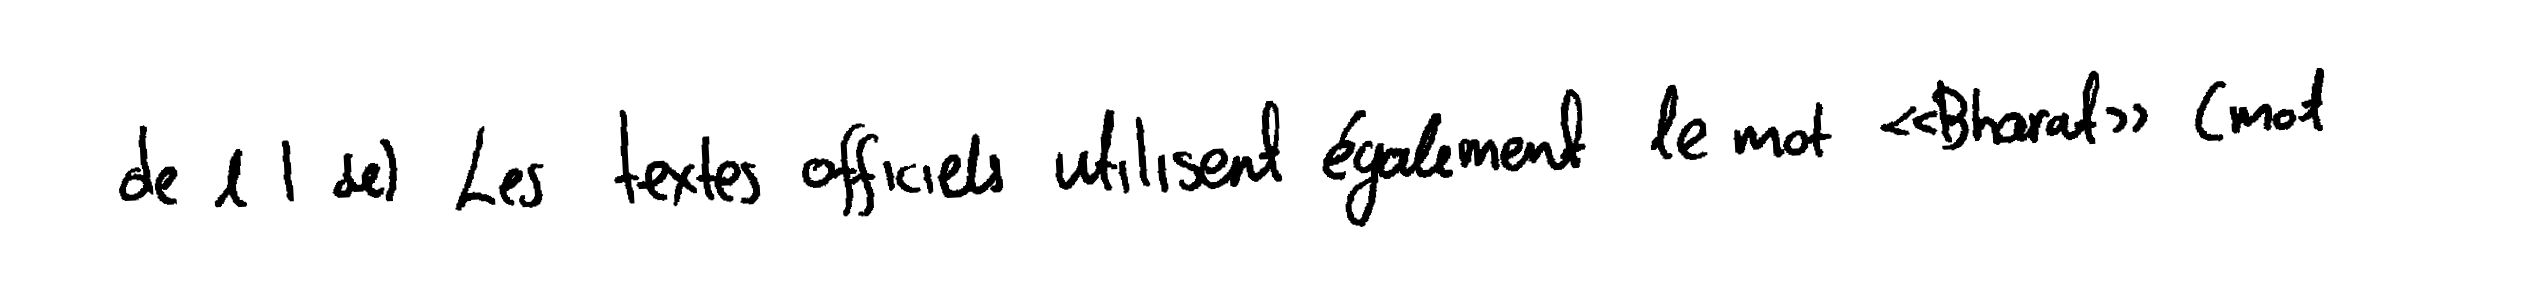 de l I de) Les textes officiels utilisent également le mot <<Bharat>> (mot